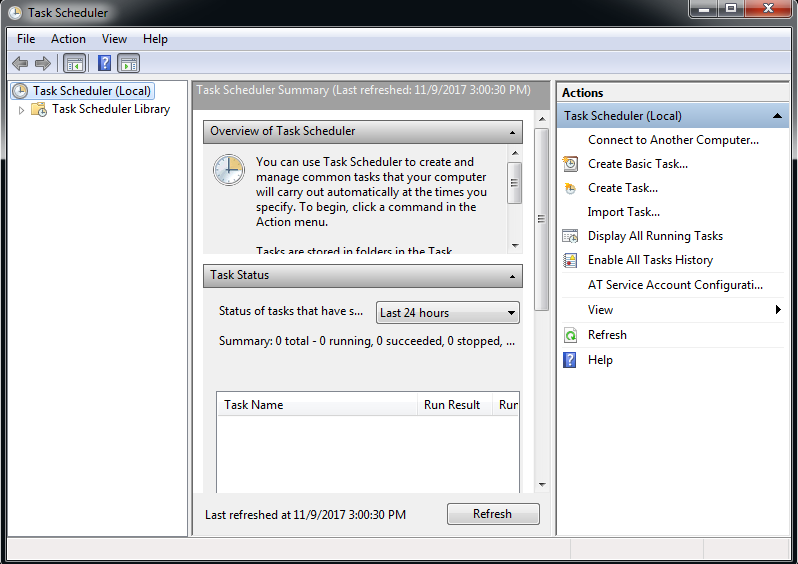 Task Scheduler
File Action View Help
Task Scheduler (Local)
Task Scheduler Library
Task Scheduler Summary (Last refreshed: 11/9/2017 3:00:30 PM)
Overview of Task Scheduler
You can use Task Scheduler to create and
manage common tasks that your computer
will carry out automatically at the times you
specify. To begin, click a command in the
Action menu.
Tasks are stored in folders in the Task
Task Status
Status of tasks that have s... Last 24 hours
Summary: 0 total - 0 running, 0 succeeded, 0 stopped, ...
Task Name Run Result Run
Last refreshed at 11/9/2017 3:00:30 PM Refresh
Actions
Task Scheduler (Local)
Connect to Another Computer...
Create Basic Task...
Create Task...
Import Task...
Display All Running Tasks
Enable All Tasks History
AT Service Account Configurati...
View
Refresh
Help